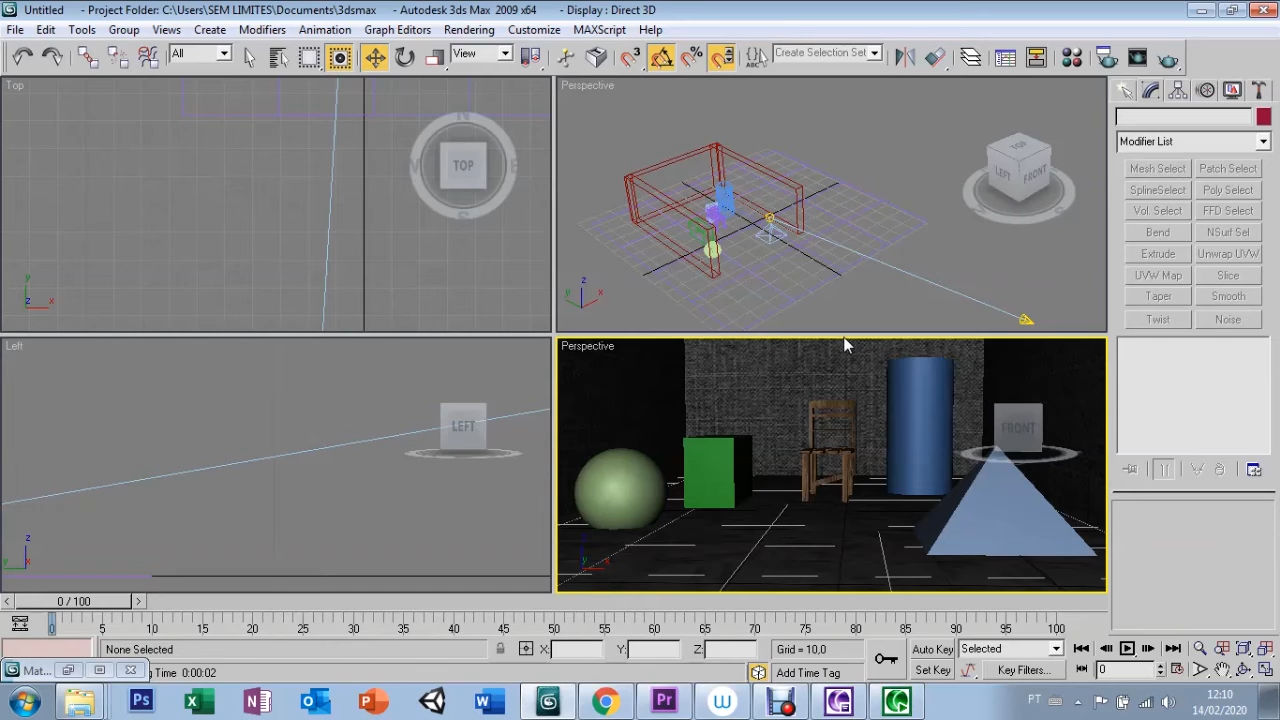 Untitled - Project Folder: C:\Users\SEM LIMITES\Documents\3dsmax - Autodesk 3ds Max 2009 x64 - Display : Direct 3D
File Edit Tools Group Views Create Modifiers Animation Graph Editors Rendering Customize MAXScript Help
All View 3 % ABC Create Selection Set
Top
N
TOP
S
y
z x
Perspective
TOP
LEFT FRONT
z
y x
Modifier List
Mesh Select Patch Select
SplineSelect Poly Select
Vol. Select FFD Select
Bend NSurf Sel
Extrude Unwrap UVW
UVW Map Slice
Taper Smooth
Twist Noise
Left
LEFT
z
y x
Perspective
FRONT
z
y x
0 / 100
0 5 10 15 20 25 30 35 40 45 50 55 60 65 70 75 80 85 90 95 100
None Selected X: Y: Z: Grid = 10,0 Auto Key Selected
Mat... Time 0:00:02 Add Time Tag Set Key Key Filters... 0
Ps W Pr W PT 12:10
14/02/2020